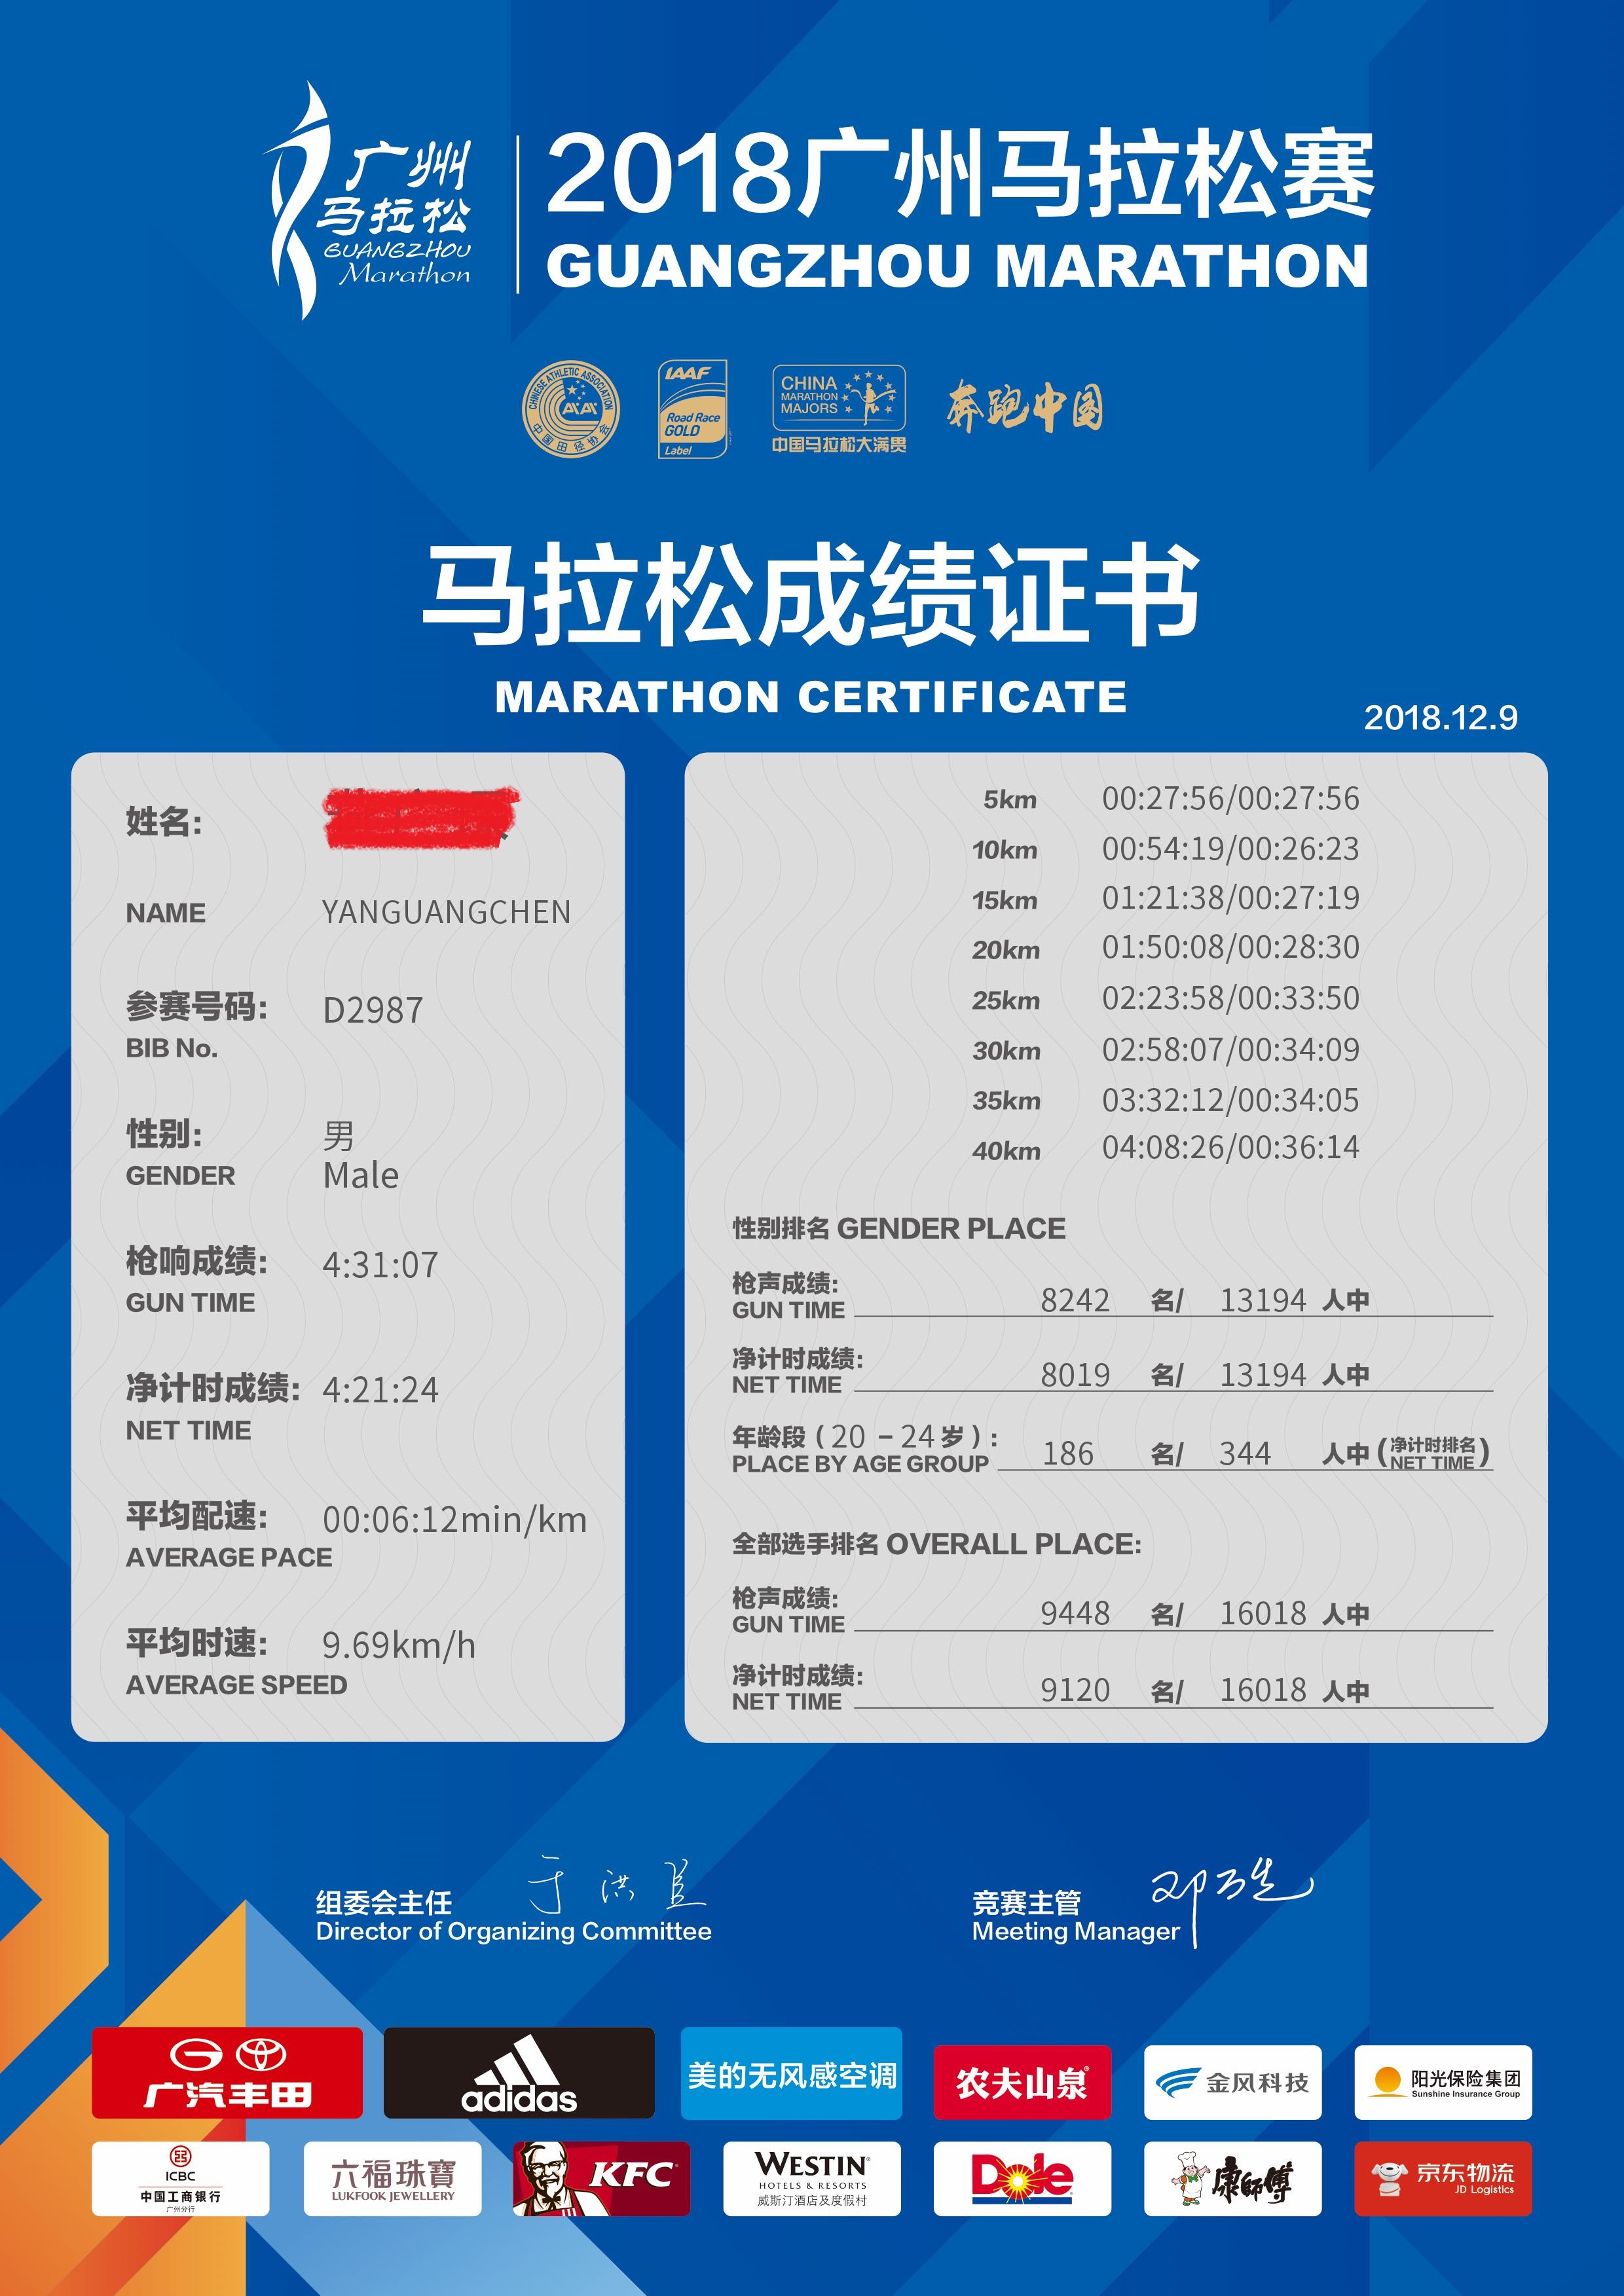 广州
马拉松
GUANGZHOU
Marathon
2018广州马拉松赛
GUANGZHOU MARATHON
CHINESE ATHLETIC ASSOCIATION
中国田径协会
IAAF
Road Race
GOLD
Label
CHINA
MARATHON
MAJORS
中国马拉松大满贯
奔跑中国
马拉松成绩证书
MARATHON CERTIFICATE
2018.12.9
姓名:
NAME YANGUANGCHEN
参赛号码: D2987
BIB No.
性别: 男
GENDER Male
枪响成绩: 4:31:07
GUN TIME
净计时成绩: 4:21:24
NET TIME
平均配速: 00:06:12min/km
AVERAGE PACE
平均时速: 9.69km/h
AVERAGE SPEED
5km 00:27:56/00:27:56
10km 00:54:19/00:26:23
15km 01:21:38/00:27:19
20km 01:50:08/00:28:30
25km 02:23:58/00:33:50
30km 02:58:07/00:34:09
35km 03:32:12/00:34:05
40km 04:08:26/00:36:14
性别排名 GENDER PLACE
枪声成绩:
GUN TIME 8242 名/ 13194 人中
净计时成绩:
NET TIME 8019 名/ 13194 人中
年龄段(20 – 24岁):
PLACE BY AGE GROUP 186 名/ 344 人中(净计时排名 NET TIME)
全部选手排名 OVERALL PLACE:
枪声成绩:
GUN TIME 9448 名/ 16018 人中
净计时成绩:
NET TIME 9120 名/ 16018 人中
组委会主任
Director of Organizing Committee
竞赛主管
Meeting Manager
广汽丰田
adidas
美的无风感空调
农夫山泉
金风科技
阳光保险集团
Sunshine Insurance Group
ICBC
中国工商银行
广州分行
六福珠寶
LUKFOOK JEWELLERY
KFC
WESTIN
HOTELS & RESORTS
威斯汀酒店及度假村
Dole
康師傅
京东物流
JD Logistics